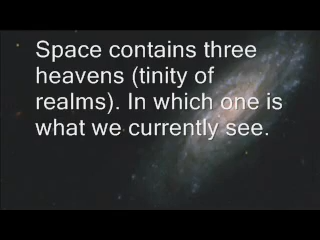 Space contains three
heavens (tinity of
realms). In which one is
what we currently see.